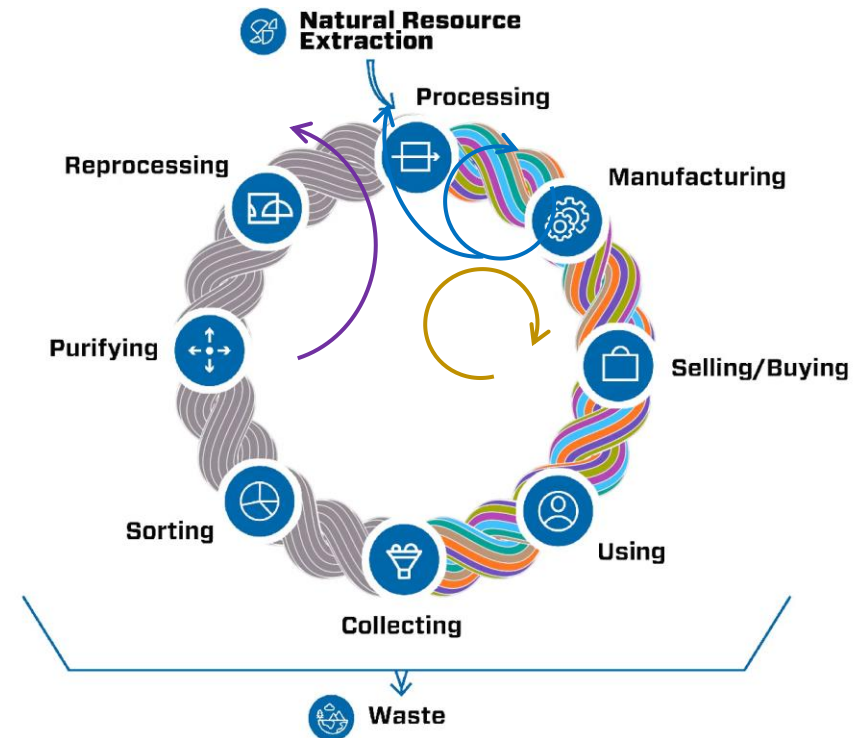 Natural Resource
Extraction
Processing
Reprocessing
Manufacturing
Purifying
Selling/Buying
Sorting
Using
Collecting
Waste